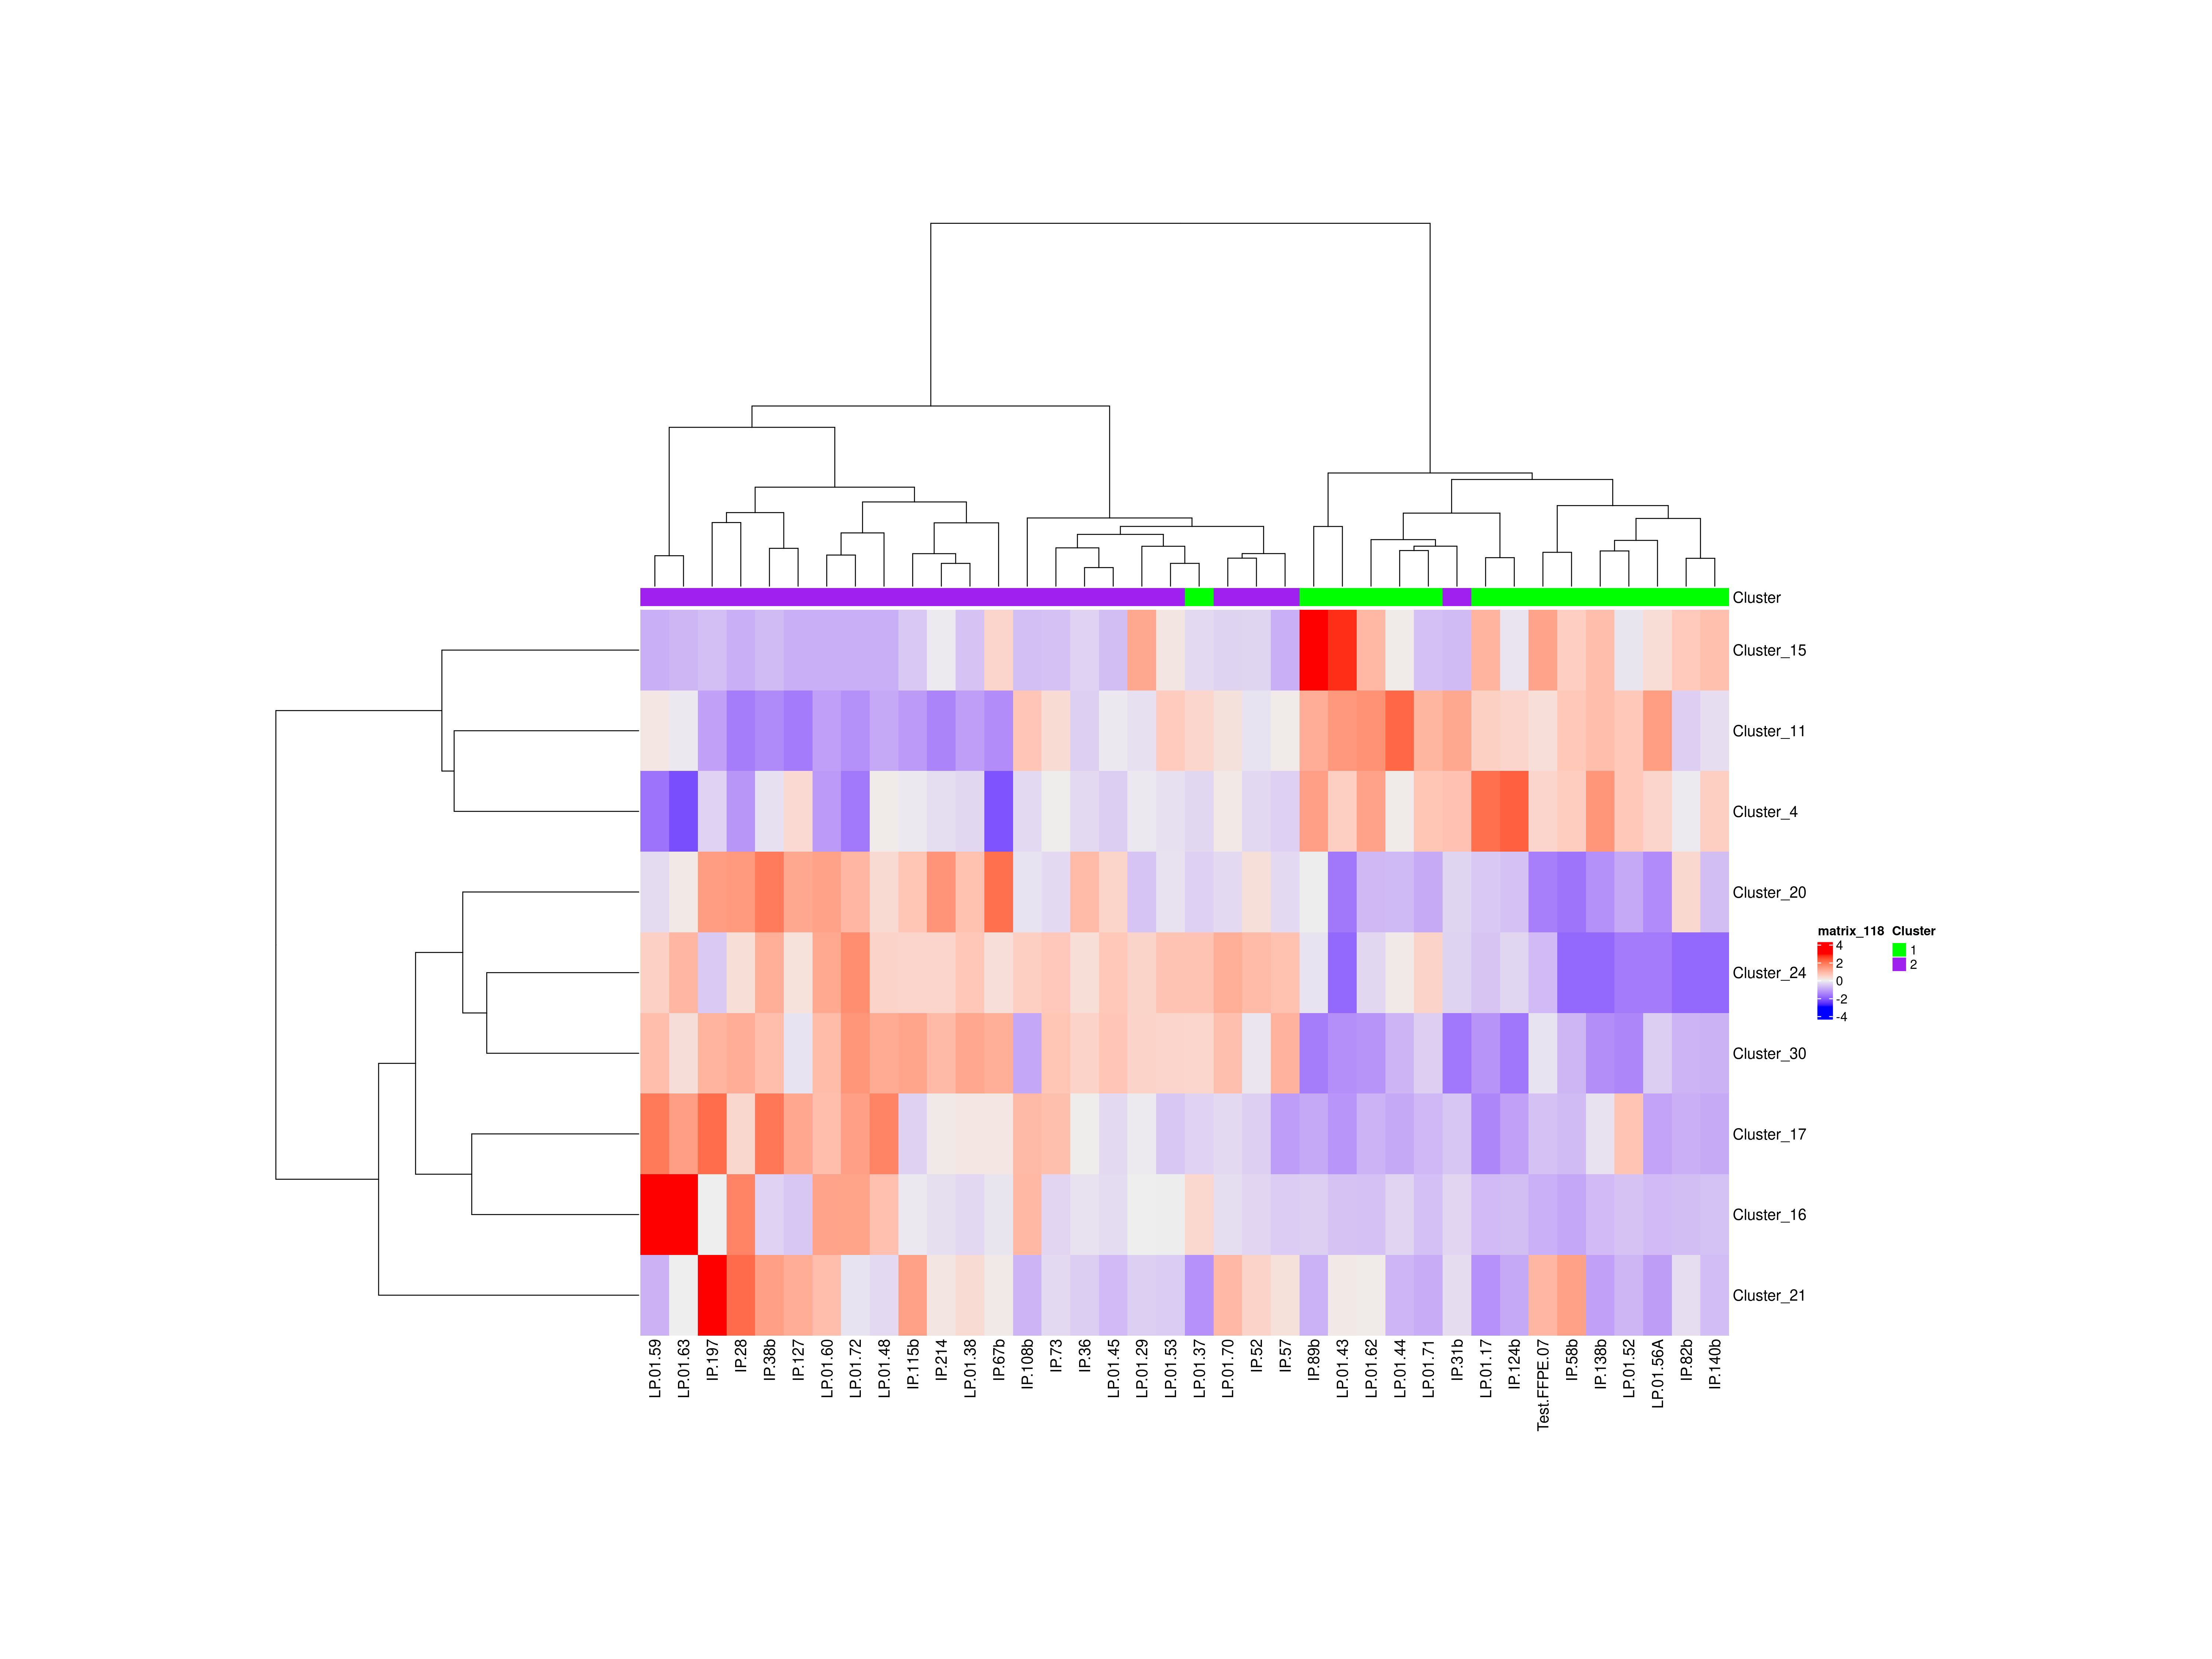 Cluster
Cluster_15
Cluster_11
Cluster_4
Cluster_20
Cluster_24
Cluster_30
Cluster_17
Cluster_16
Cluster_21
matrix_118
4
2
0
-2
-4
Cluster
1
2
LP.01.59
LP.01.63
IP.197
IP.28
IP.38b
IP.127
LP.01.60
LP.01.72
LP.01.48
IP.115b
IP.214
LP.01.38
IP.67b
IP.108b
IP.73
IP.36
LP.01.45
LP.01.29
LP.01.53
LP.01.37
LP.01.70
IP.52
IP.57
IP.89b
LP.01.43
LP.01.62
LP.01.44
LP.01.71
IP.31b
LP.01.17
IP.124b
Test.FFPE.07
IP.58b
IP.138b
LP.01.52
LP.01.56A
IP.82b
IP.140b